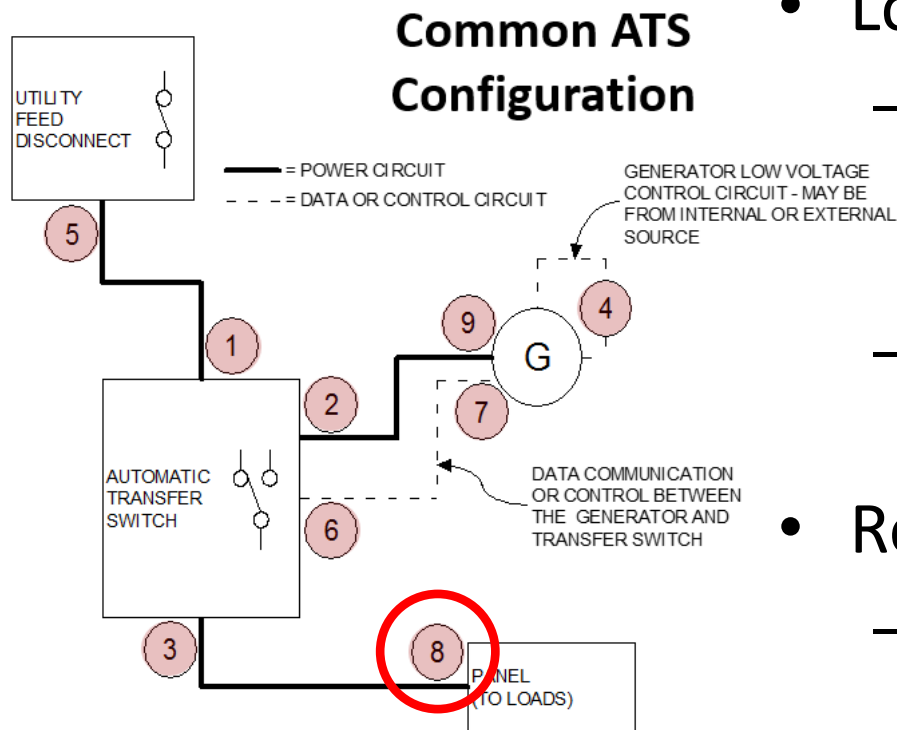 Common ATS
Configuration
UTILITY
FEED
DISCONNECT
= POWER CIRCUIT
= DATA OR CONTROL CIRCUIT
GENERATOR LOW VOLTAGE
CONTROL CIRCUIT - MAY BE
FROM INTERNAL OR EXTERNAL
SOURCE
5
4
9
G
1
2
7
AUTOMATIC
TRANSFER
SWITCH
6
DATA COMMUNICATION
OR CONTROL BETWEEN
THE GENERATOR AND
TRANSFER SWITCH
3
8
PANEL
(TO LOADS)